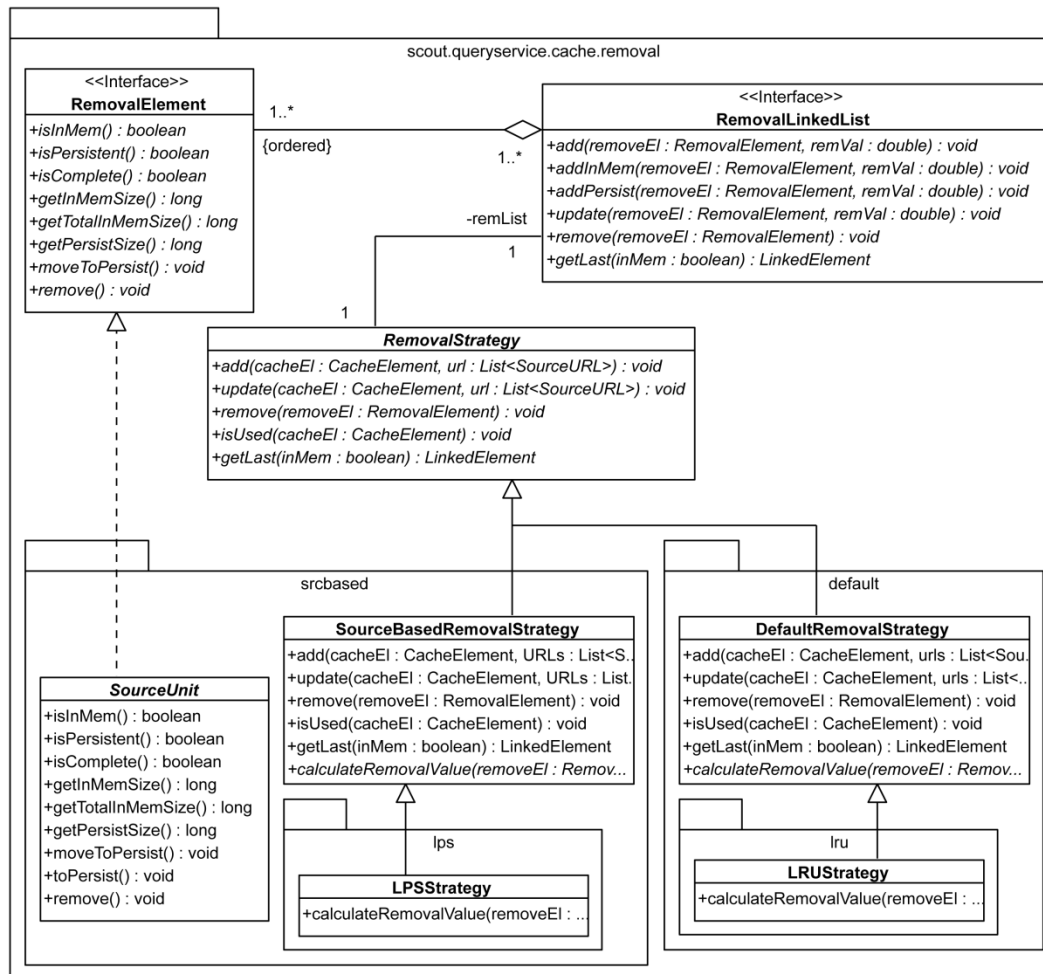 scout.queryservice.cache.removal
<<Interface>>
RemovalElement
+isInMem() : boolean
+isPersistent() : boolean
+isComplete() : boolean
+getInMemSize() : long
+getTotalInMemSize() : long
+getPersistSize() : long
+moveToPersist() : void
+remove() : void
1..*
{ordered}
1..*
<<Interface>>
RemovalLinkedList
+add(removeEl : RemovalElement, remVal : double) : void
+addInMem(removeEl : RemovalElement, remVal : double) : void
+addPersist(removeEl : RemovalElement, remVal : double) : void
+update(removeEl : RemovalElement, remVal : double) : void
+remove(removeEl : RemovalElement) : void
+getLast(inMem : boolean) : LinkedElement
-remList
1
1
RemovalStrategy
+add(cacheEl : CacheElement, url : List<SourceURL>) : void
+update(cacheEl : CacheElement, url : List<SourceURL>) : void
+remove(removeEl : RemovalElement) : void
+isUsed(cacheEl : CacheElement) : void
+getLast(inMem : boolean) : LinkedElement
srcbased
SourceUnit
+isInMem() : boolean
+isPersistent() : boolean
+isComplete() : boolean
+getInMemSize() : long
+getTotalInMemSize() : long
+getPersistSize() : long
+moveToPersist() : void
+toPersist() : void
+remove() : void
SourceBasedRemovalStrategy
+add(cacheEl : CacheElement, URLs : List<S..
+update(cacheEl : CacheElement, URLs : List.
+remove(removeEl : RemovalElement) : void
+isUsed(cacheEl : CacheElement) : void
+getLast(inMem : boolean) : LinkedElement
+calculateRemovalValue(removeEl : Remov...
lps
LPSStrategy
+calculateRemovalValue(removeEl : ...
default
DefaultRemovalStrategy
+add(cacheEl : CacheElement, urls : List<Sou.
+update(cacheEl : CacheElement, urls : List<..
+remove(removeEl : RemovalElement) : void
+isUsed(cacheEl : CacheElement) : void
+getLast(inMem : boolean) : LinkedElement
+calculateRemovalValue(removeEl : Remov...
lru
LRUStrategy
+calculateRemovalValue(removeEl : ...